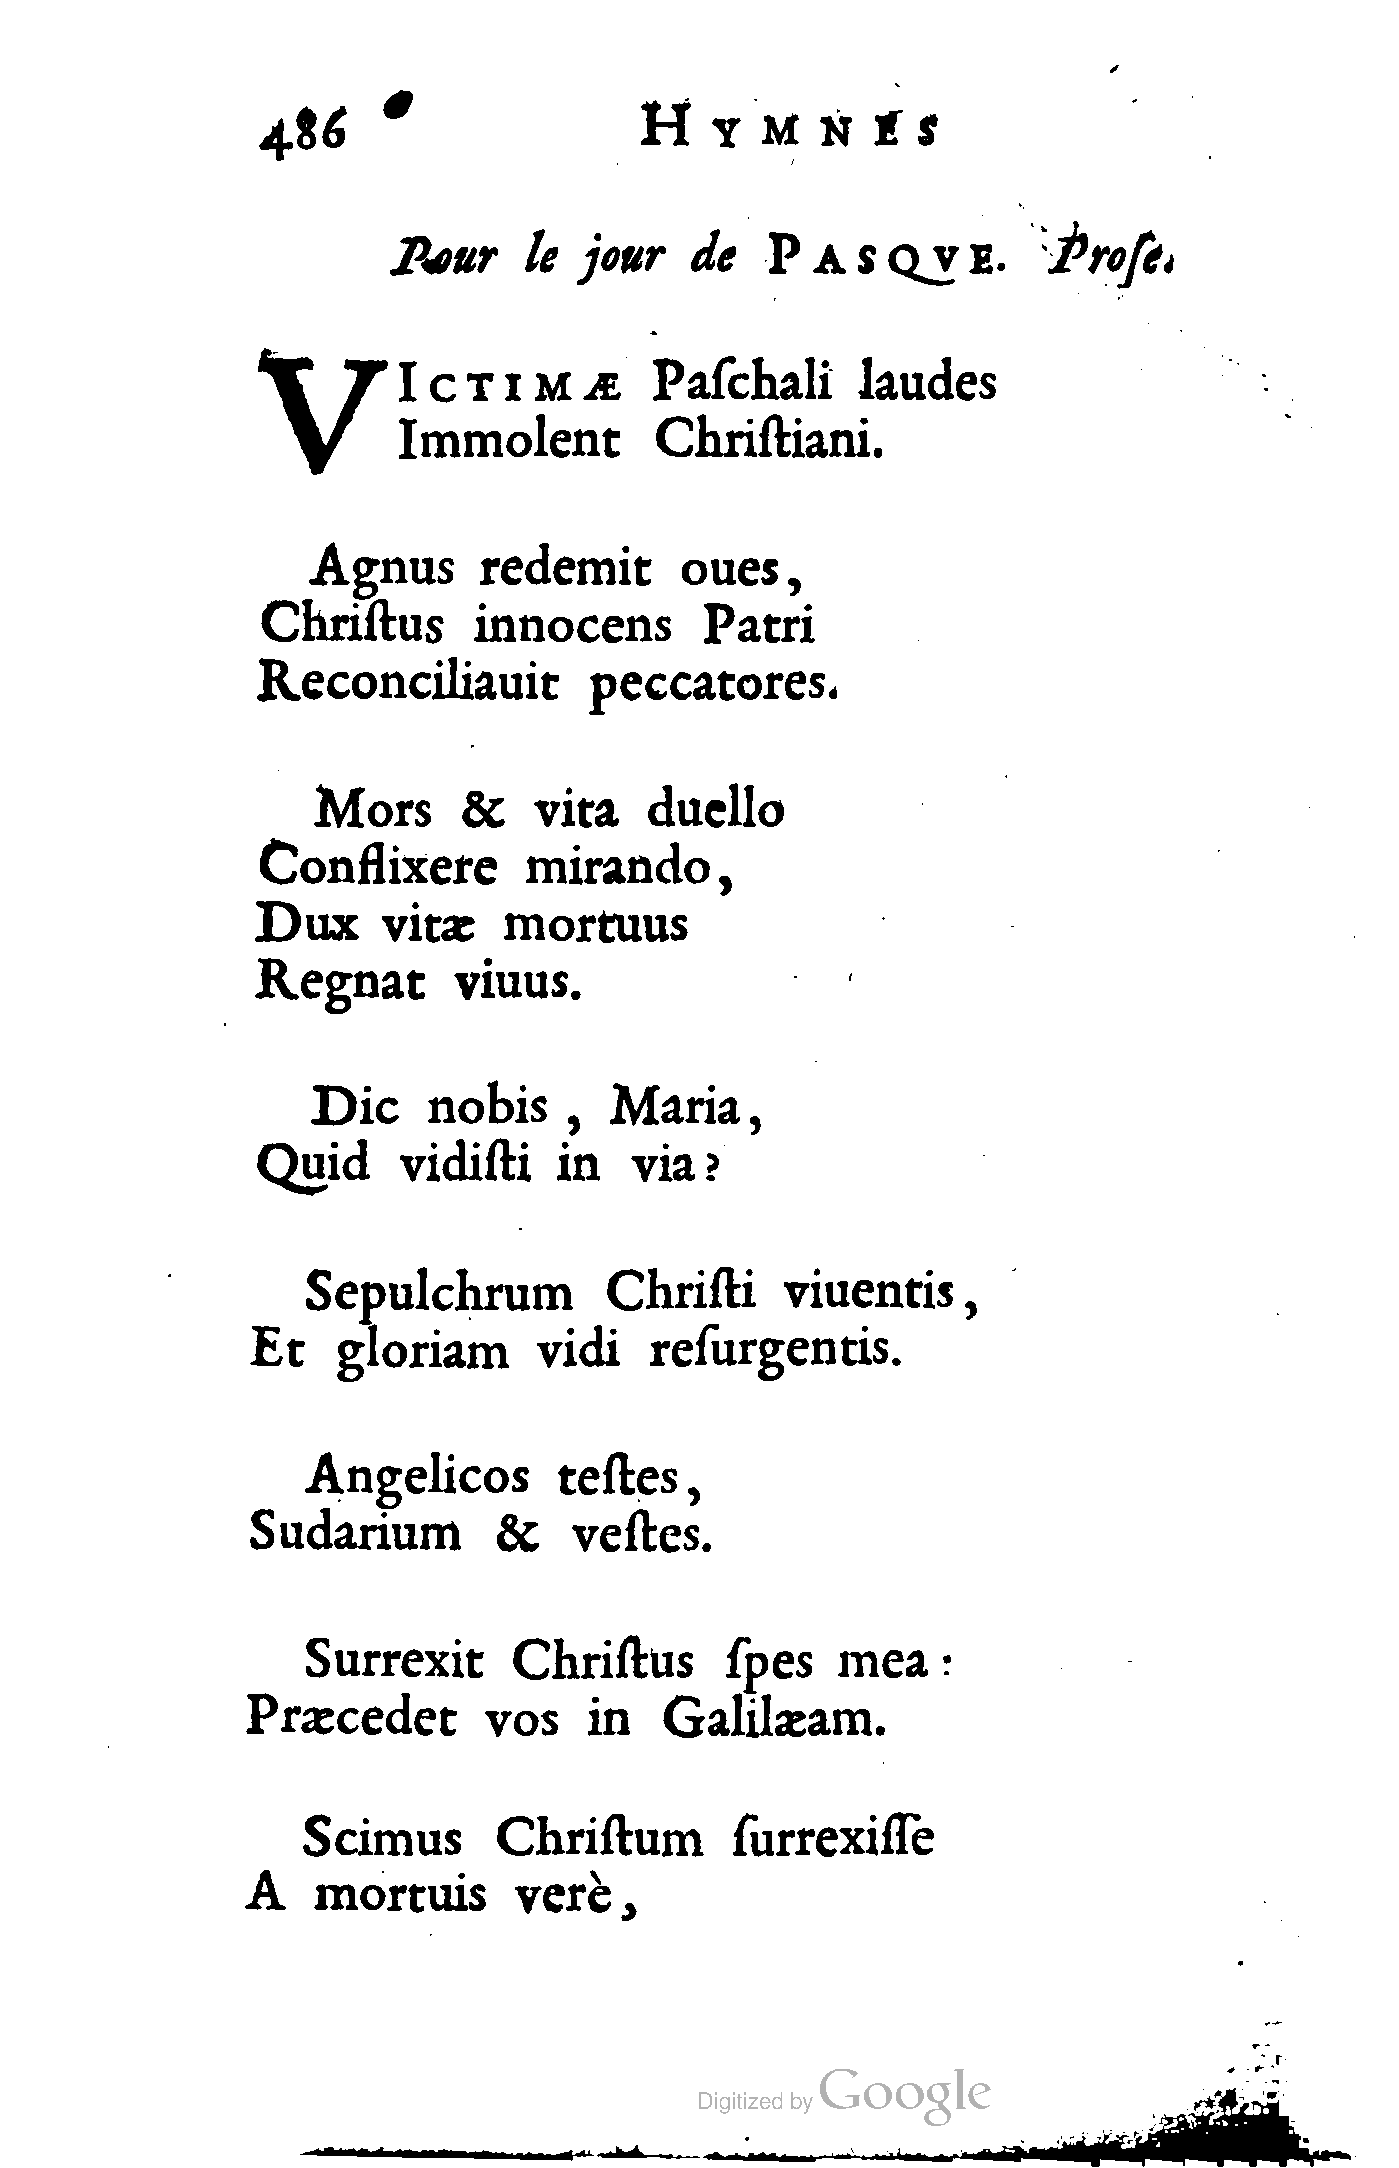 486 HYMNES
Pour le jour de PASQVE. Proſe.
VICTIMÆ Paſchali laudes
Immolent Chriſtiani.
Agnus redemit oues,
Chriſtus innocens Patri
Reconciliauit peccatores.
Mors & vita duello
Conflixere mirando,
Dux vitæ mortuus
Regnat viuus.
Dic nobis, Maria,
Quid vidiſti in via?
Sepulchrum Chriſti viuentis,
Et gloriam vidi reſurgentis.
Angelicos teſtes,
Sudarium & veſtes.
Surrexit Chriſtus ſpes mea:
Præcedet vos in Galilæam.
Scimus Chriſtum ſurrexiſſe
A mortuis verè,
Digitized by Google